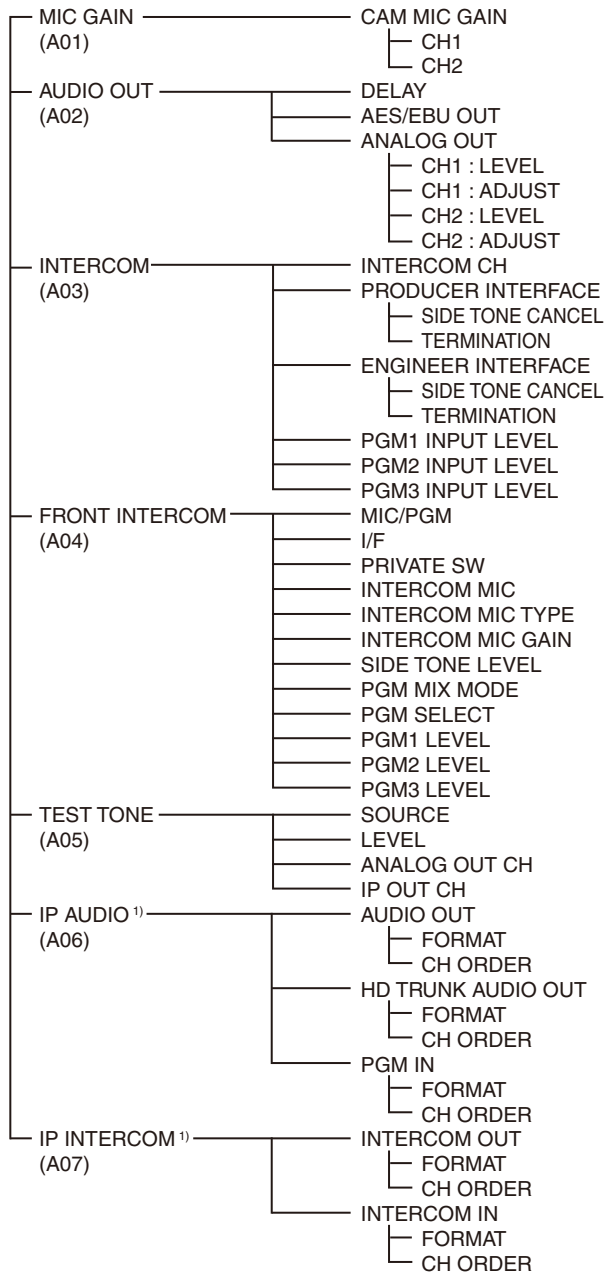 MIC GAIN CAM MIC GAIN
(A01) CH1
CH2
AUDIO OUT DELAY
(A02) AES/EBU OUT
ANALOG OUT
CH1 : LEVEL
CH1 : ADJUST
CH2 : LEVEL
CH2 : ADJUST
INTERCOM INTERCOM CH
(A03) PRODUCER INTERFACE
SIDE TONE CANCEL
TERMINATION
ENGINEER INTERFACE
SIDE TONE CANCEL
TERMINATION
PGM1 INPUT LEVEL
PGM2 INPUT LEVEL
PGM3 INPUT LEVEL
FRONT INTERCOM MIC/PGM
(A04) I/F
PRIVATE SW
INTERCOM MIC
INTERCOM MIC TYPE
INTERCOM MIC GAIN
SIDE TONE LEVEL
PGM MIX MODE
PGM SELECT
PGM1 LEVEL
PGM2 LEVEL
PGM3 LEVEL
TEST TONE SOURCE
(A05) LEVEL
ANALOG OUT CH
IP OUT CH
IP AUDIO 1) AUDIO OUT
(A06) FORMAT
CH ORDER
HD TRUNK AUDIO OUT
FORMAT
CH ORDER
PGM IN
FORMAT
CH ORDER
IP INTERCOM 1) INTERCOM OUT
(A07) FORMAT
CH ORDER
INTERCOM IN
FORMAT
CH ORDER